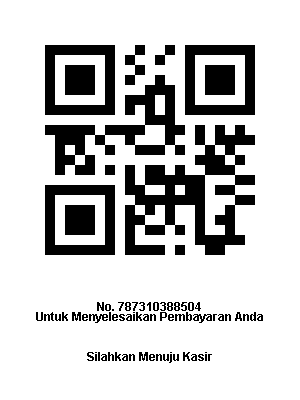 No. 787310388504
Untuk Menyelesaikan Pembayaran Anda
Silahkan Menuju Kasir